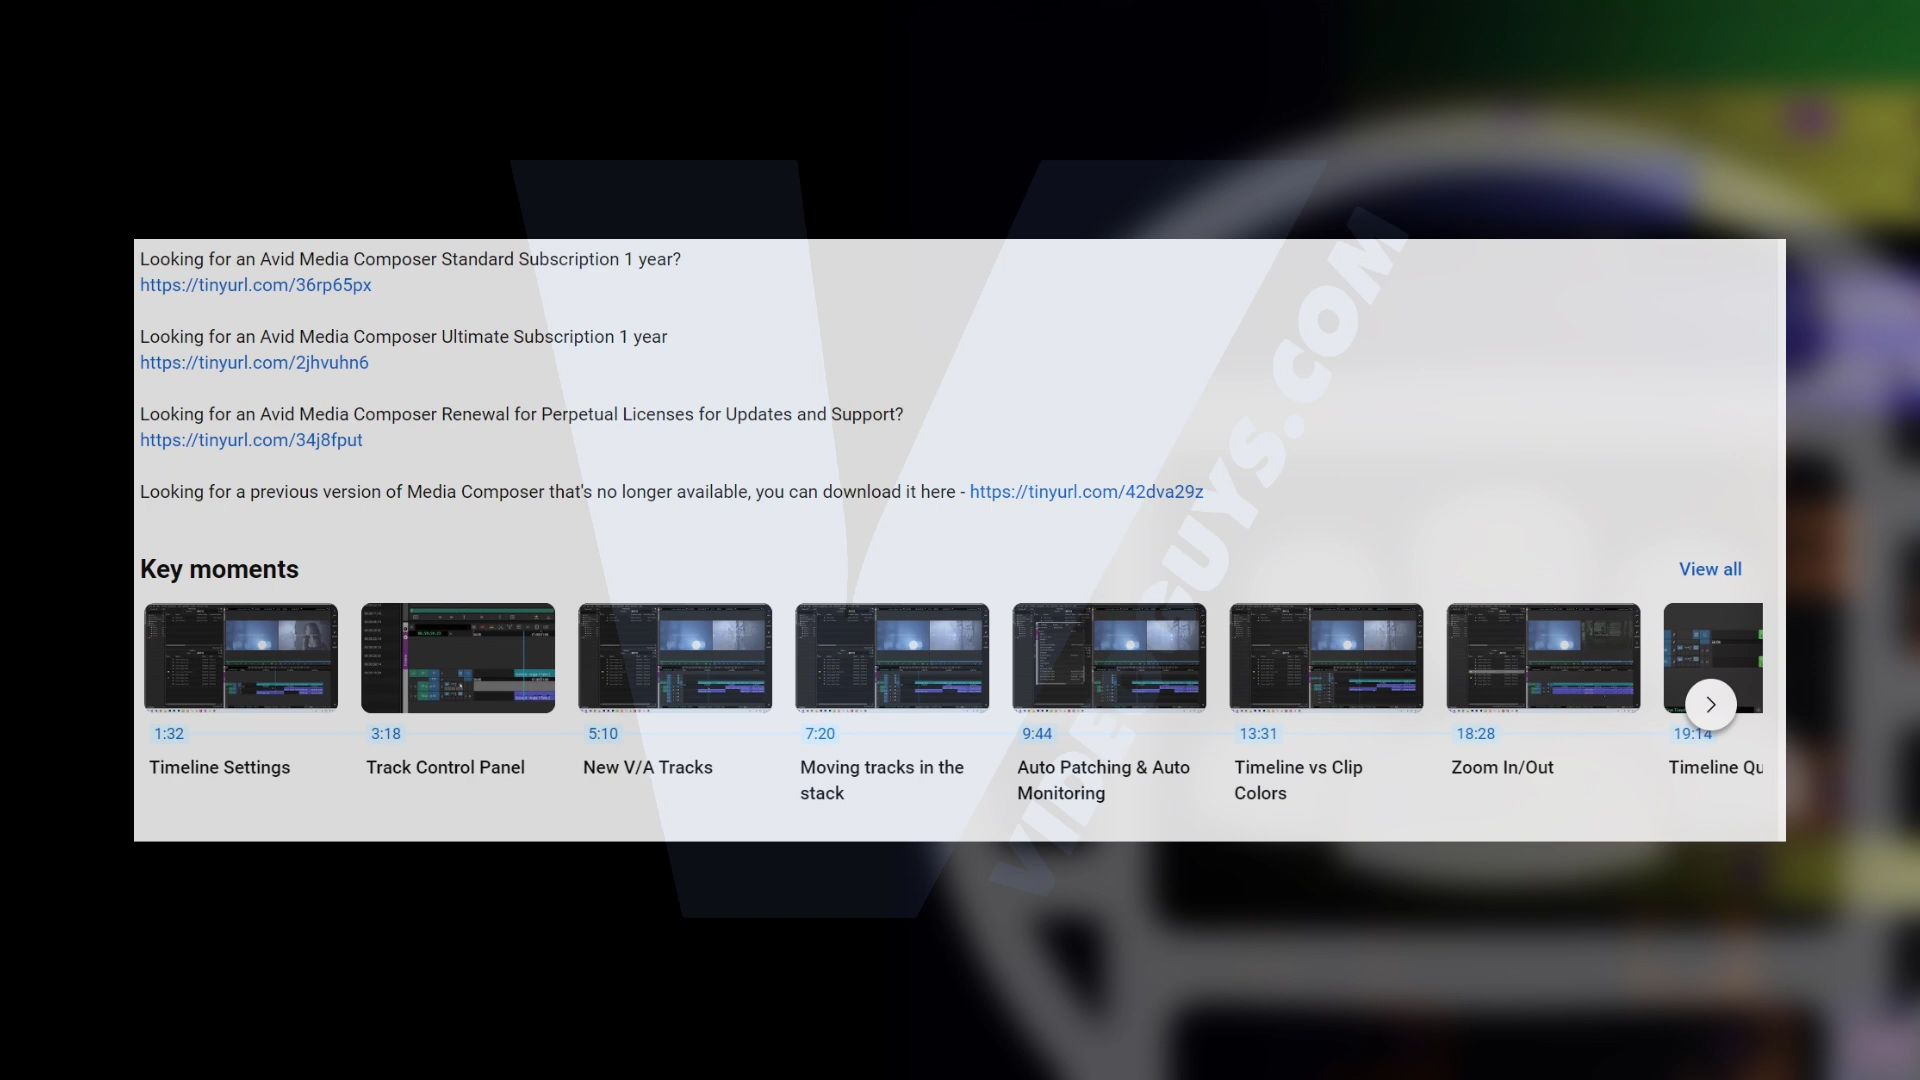 Looking for an Avid Media Composer Standard Subscription 1 year?
https://tinyurl.com/36rp65px
Looking for an Avid Media Composer Ultimate Subscription 1 year
https://tinyurl.com/2jhvuhn6
Looking for an Avid Media Composer Renewal for Perpetual Licenses for Updates and Support?
https://tinyurl.com/34j8fput
Looking for a previous version of Media Composer that's no longer available, you can download it here - https://tinyurl.com/42dva29z
Key moments
View all
1:32
Timeline Settings
3:18
Track Control Panel
5:10
New V/A Tracks
7:20
Moving tracks in the
stack
9:44
Auto Patching & Auto
Monitoring
13:31
Timeline vs Clip
Colors
18:28
Zoom In/Out
19:14
Timeline Qu
VIDEOGUYS.COM